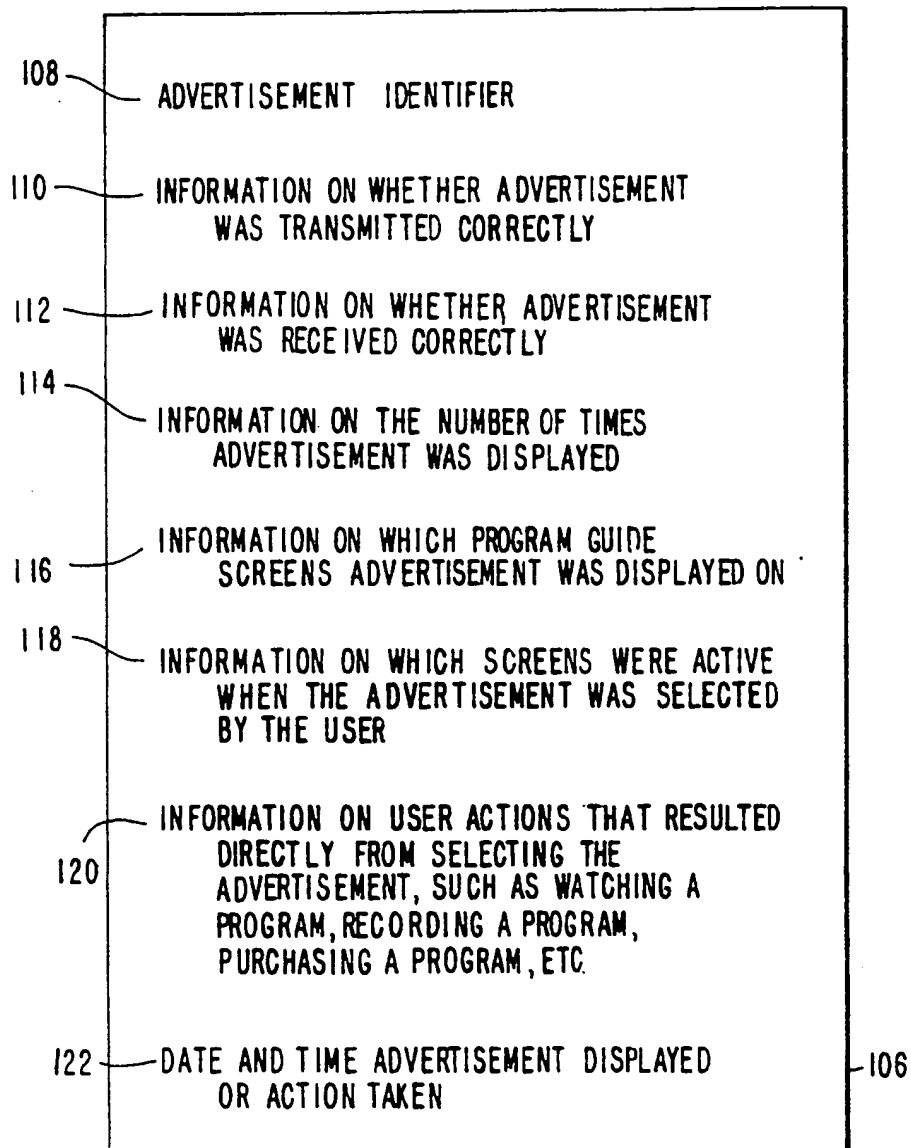 108
ADVERTISEMENT IDENTIFIER
110
INFORMATION ON WHETHER ADVERTISEMENT
WAS TRANSMITTED CORRECTLY
112
INFORMATION ON WHETHER ADVERTISEMENT
WAS RECEIVED CORRECTLY
114
INFORMATION ON THE NUMBER OF TIMES
ADVERTISEMENT WAS DISPLAYED
INFORMATION ON WHICH PROGRAM GUIDE
116
SCREENS ADVERTISEMENT WAS DISPLAYED ON
118
INFORMATION ON WHICH SCREENS WERE ACTIVE
WHEN THE ADVERTISEMENT WAS SELECTED
BY THE USER
INFORMATION ON USER ACTIONS THAT RESULTED
DIRECTLY FROM SELECTING THE
120
ADVERTISEMENT, SUCH AS WATCHING A
PROGRAM, RECORDING A PROGRAM,
PURCHASING A PROGRAM, ETC.
122
DATE AND TIME ADVERTISEMENT DISPLAYED
106
OR ACTION TAKEN